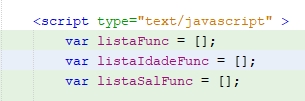 <script type="text/javascript" >
var listaFunc = [];
var listaIdadeFunc = [];
var listaSalFunc = [];